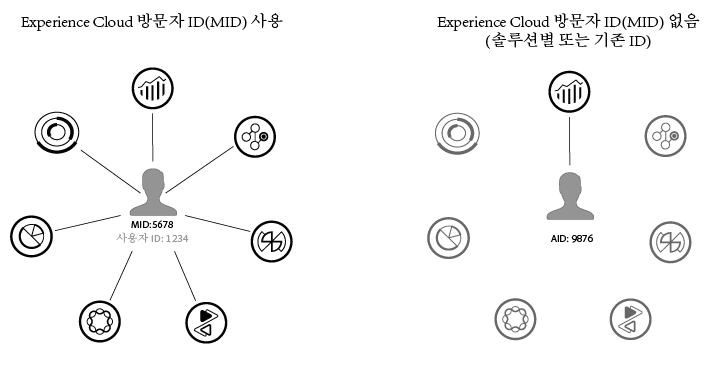 Experience Cloud 방문자 ID(MID) 사용
Experience Cloud 방문자 ID(MID) 없음
(솔루션별 또는 기존 ID)
MID:5678
사용자 ID: 1234
AID: 9876